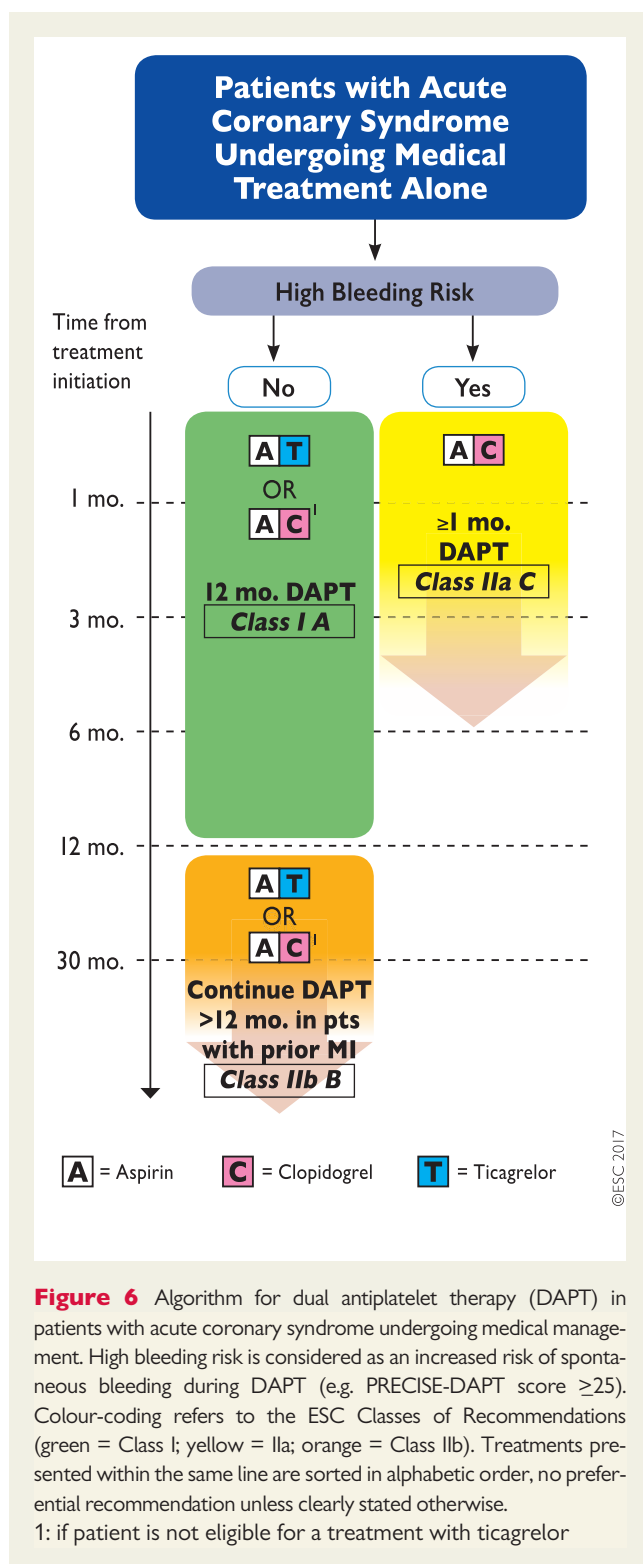 Patients with Acute
Coronary Syndrome
Undergoing Medical
Treatment Alone
High Bleeding Risk
Time from
treatment
initiation
No
Yes
A T
OR
A C 1
12 mo. DAPT
Class I A
A C
≥1 mo.
DAPT
Class IIa C
1 mo.
3 mo.
6 mo.
12 mo.
30 mo.
A T
OR
A C 1
Continue DAPT
>12 mo. in pts
with prior MI
Class IIb B
A = Aspirin
C = Clopidogrel
T = Ticagrelor
©ESC 2017
Figure 6 Algorithm for dual antiplatelet therapy (DAPT) in
patients with acute coronary syndrome undergoing medical manage-
ment. High bleeding risk is considered as an increased risk of sponta-
neous bleeding during DAPT (e.g. PRECISE-DAPT score ≥25).
Colour-coding refers to the ESC Classes of Recommendations
(green = Class I; yellow = IIa; orange = Class IIb). Treatments pre-
sented within the same line are sorted in alphabetic order, no prefer-
ential recommendation unless clearly stated otherwise.
1: if patient is not eligible for a treatment with ticagrelor